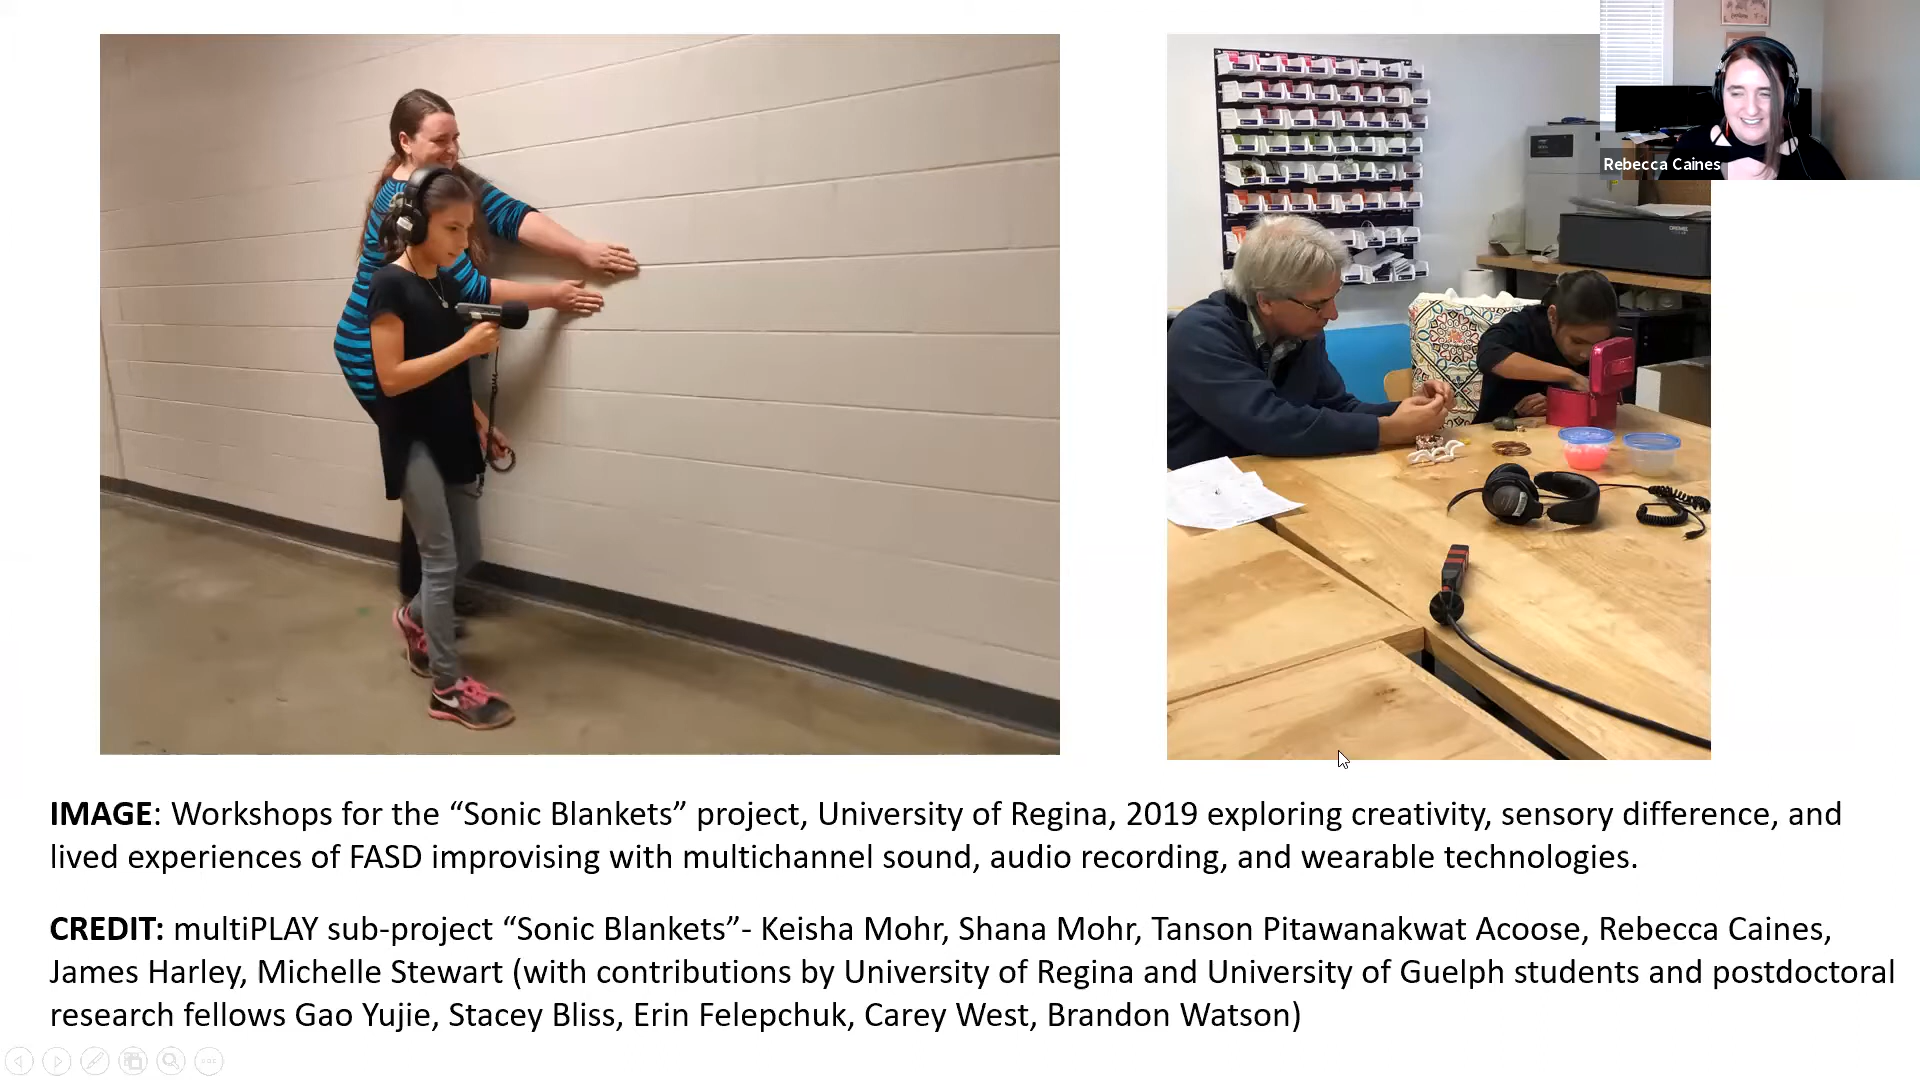 Rebecca Caines
DREMEL
IMAGE: Workshops for the “Sonic Blankets” project, University of Regina, 2019 exploring creativity, sensory difference, and
lived experiences of FASD improvising with multichannel sound, audio recording, and wearable technologies.
CREDIT: multiPLAY sub-project “Sonic Blankets”- Keisha Mohr, Shana Mohr, Tanson Pitawanakwat Acoose, Rebecca Caines,
James Harley, Michelle Stewart (with contributions by University of Regina and University of Guelph students and postdoctoral
research fellows Gao Yujie, Stacey Bliss, Erin Felepchuk, Carey West, Brandon Watson)